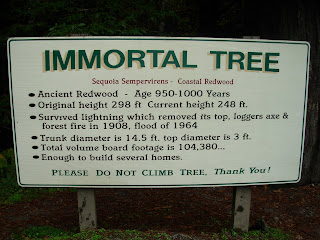 IMMORTAL TREE
Sequoia Sempervirens - Coastal Redwood
• Ancient Redwood - Age 950-1000 Years
• Original height 298 ft Current height 248 ft.
• Survived lightning which removed its top, loggers axe &
forest fire in 1908, flood of 1964
• Trunk diameter is 14.5 ft. top diameter is 3 ft.
• Total volume board footage is 104,380...
• Enough to build several homes.
PLEASE DO NOT CLIMB TREE, Thank You!